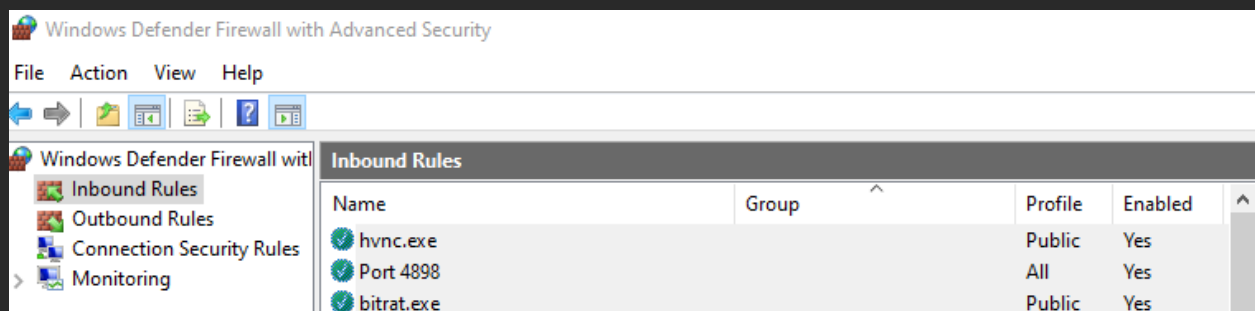 Windows Defender Firewall with Advanced Security
File Action View Help
Windows Defender Firewall witl
Inbound Rules
Outbound Rules
Connection Security Rules
Monitoring
Inbound Rules
Name Group Profile Enabled
hvnc.exe Public Yes
Port 4898 All Yes
bitrat.exe Public Yes